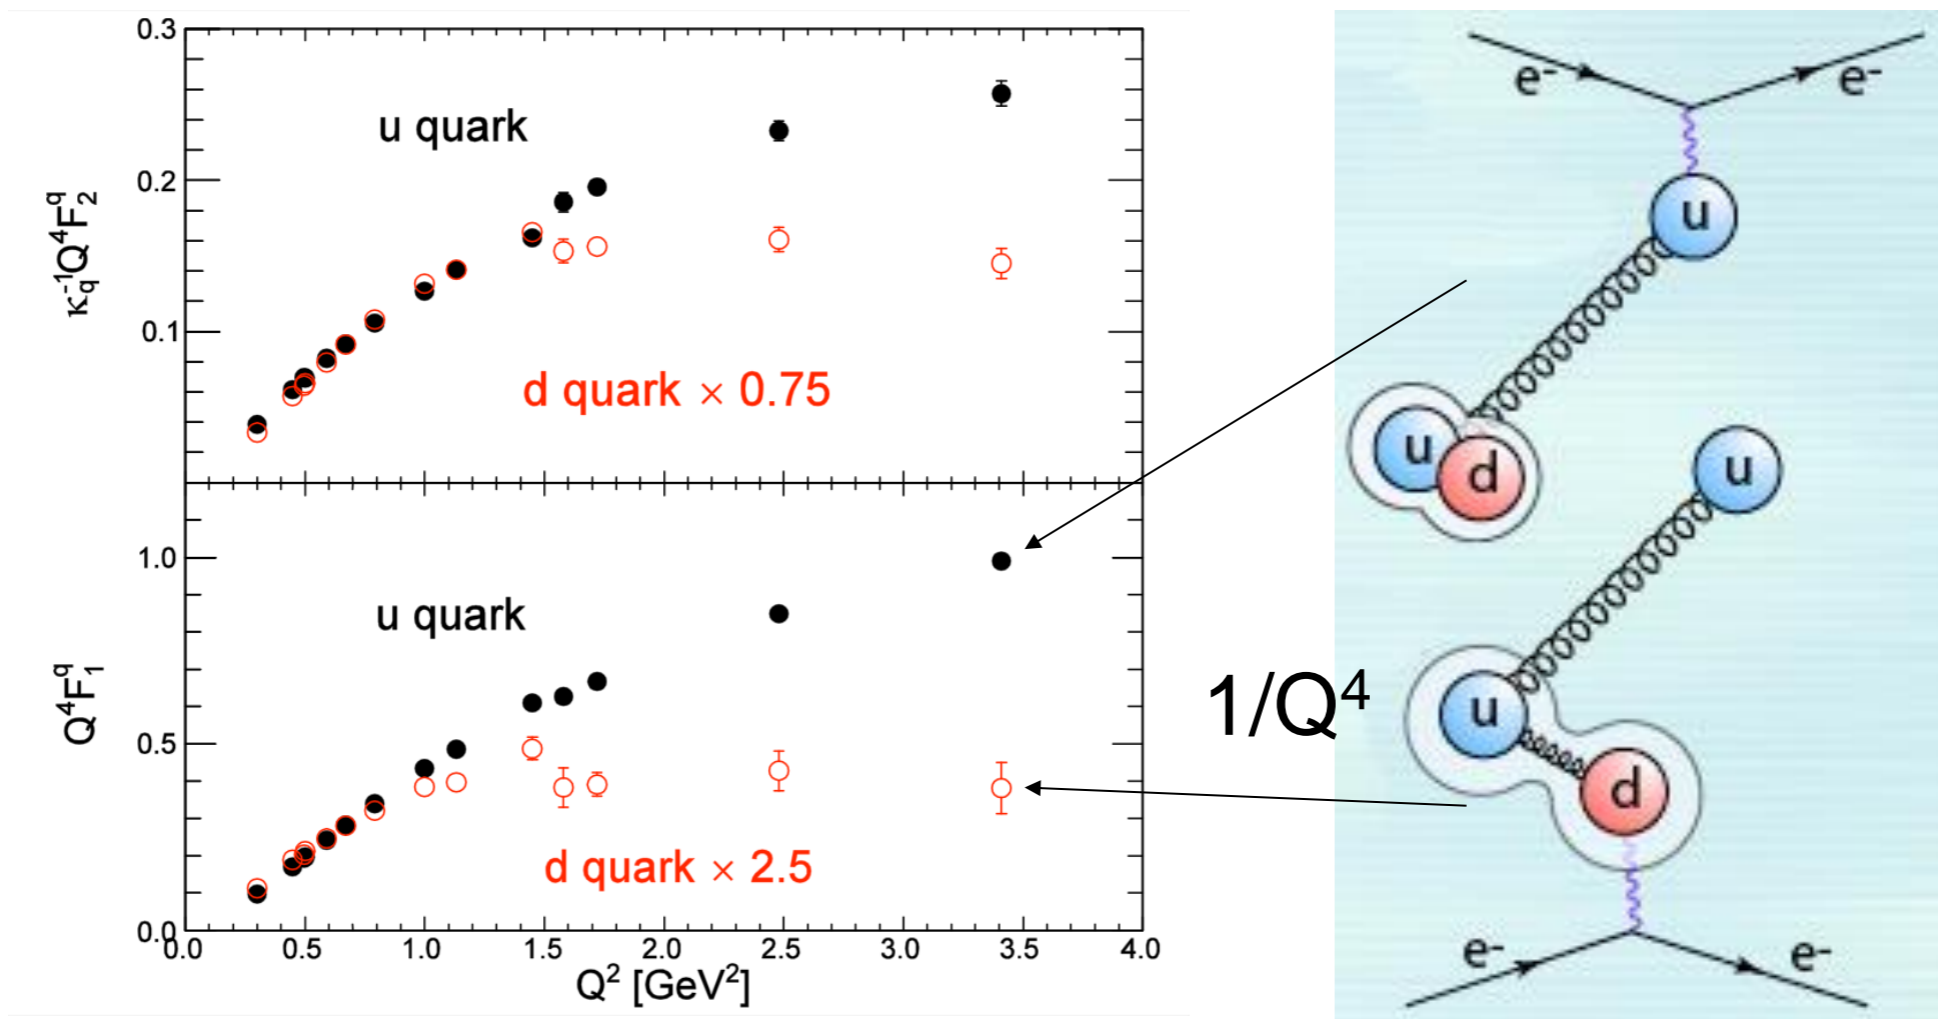 0.3
0.2
0.1
κq⁻¹Q⁴F₂q
u quark
d quark × 0.75
1.0
0.5
0.0
Q⁴F₁q
u quark
d quark × 2.5
0.0 0.5 1.0 1.5 2.0 2.5 3.0 3.5 4.0
Q² [GeV²]
1/Q⁴
e⁻ e⁻
u
u d
u
u
d
e⁻ e⁻